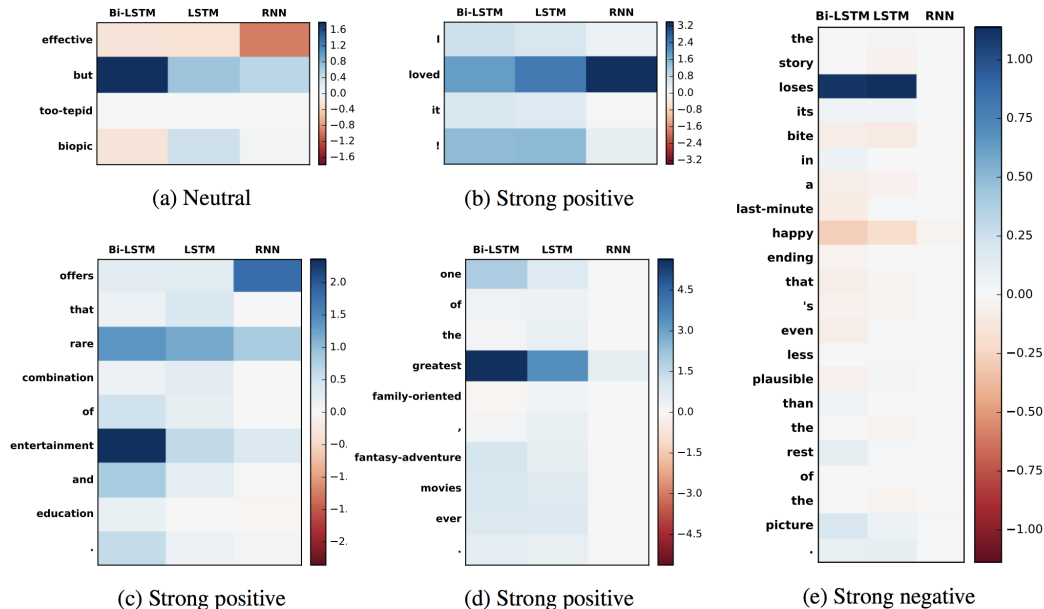 Bi-LSTM LSTM RNN
effective
but
too-tepid
biopic
1.6
1.2
0.8
0.4
0.0
−0.4
−0.8
−1.2
−1.6
(a) Neutral
Bi-LSTM LSTM RNN
I
loved
it
!
3.2
2.4
1.6
0.8
0.0
−0.8
−1.6
−2.4
−3.2
(b) Strong positive
Bi-LSTM LSTM RNN
offers
that
rare
combination
of
entertainment
and
education
.
2.0
1.5
1.0
0.5
0.0
−0.
−1.
−1.
−2.
(c) Strong positive
Bi-LSTM LSTM RNN
one
of
the
greatest
family-oriented
,
fantasy-adventure
movies
ever
.
4.5
3.0
1.5
0.0
−1.5
−3.0
−4.5
(d) Strong positive
Bi-LSTM LSTM RNN
the
story
loses
its
bite
in
a
last-minute
happy
ending
that
's
even
less
plausible
than
the
rest
of
the
picture
.
1.00
0.75
0.50
0.25
0.00
−0.25
−0.50
−0.75
−1.00
(e) Strong negative